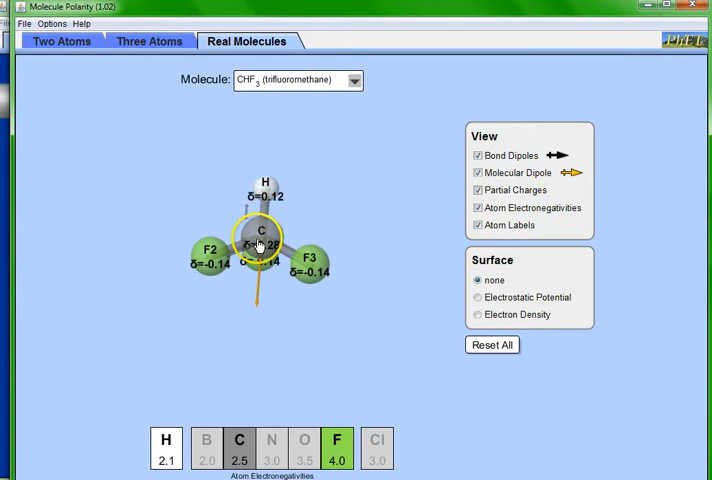 Molecule Polarity (1.02)
File Options Help
Two Atoms Three Atoms Real Molecules
PhET
Molecule: CHF3 (trifluoromethane)
H
δ=0.12
C
F2
δ=-0.14
F3
δ=-0.14
View
Bond Dipoles
Molecular Dipole
Partial Charges
Atom Electronegativities
Atom Labels
Surface
none
Electrostatic Potential
Electron Density
Reset All
H B C N O F Cl
2.1 2.0 2.5 3.0 3.5 4.0 3.0
Atom Electronegativities